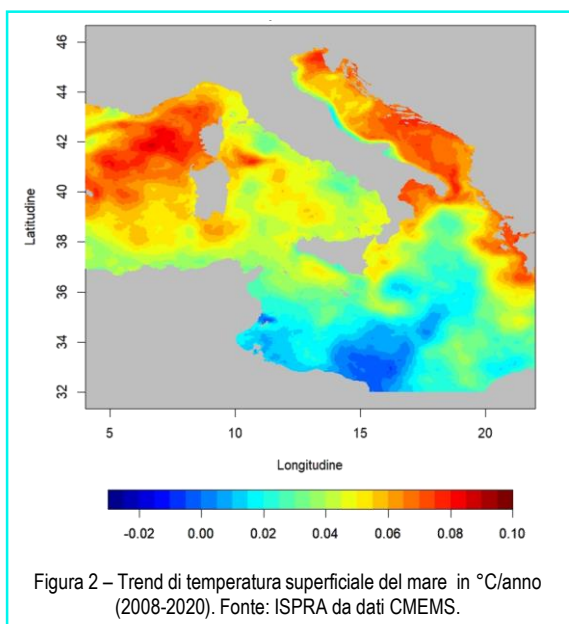 46
44
42
40
38
36
34
32
Latitudine
5 10 15 20
Longitudine
-0.02 0.00 0.02 0.04 0.06 0.08 0.10
Figura 2 – Trend di temperatura superficiale del mare in °C/anno
(2008-2020). Fonte: ISPRA da dati CMEMS.